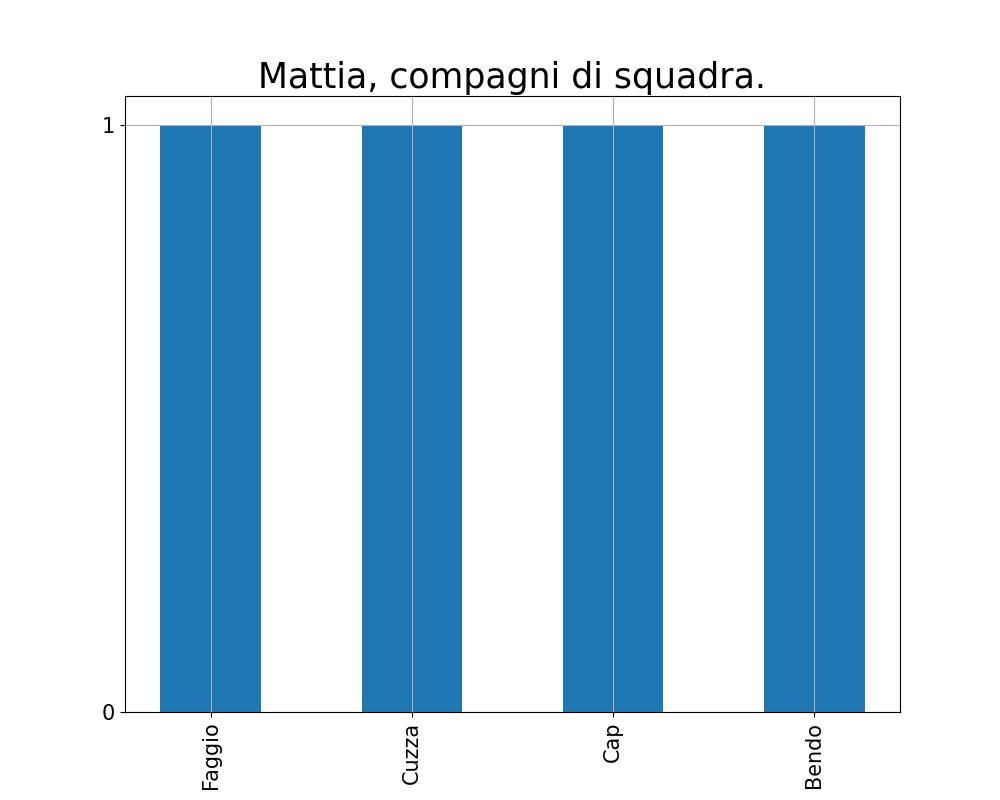 Mattia, compagni di squadra.
1
0
Faggio
Cuzza
Cap
Bendo